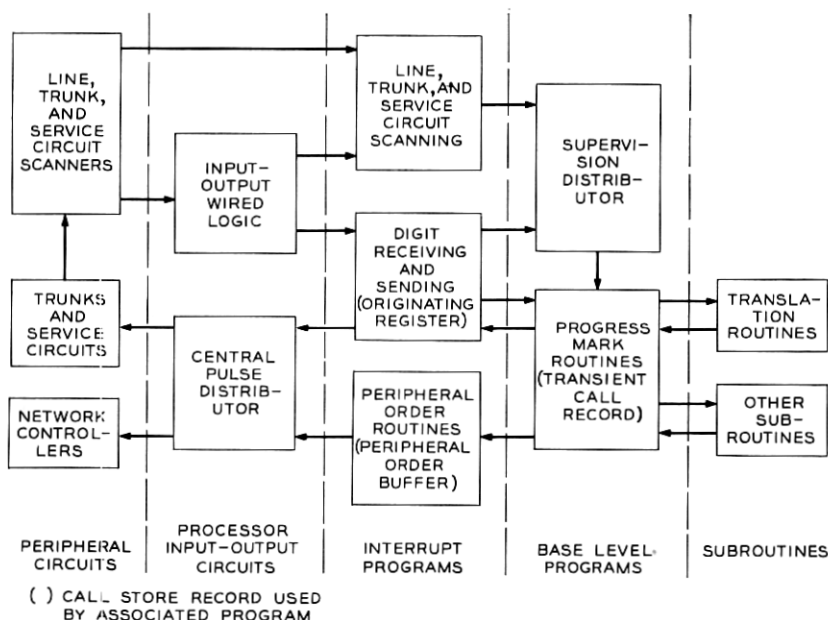 LINE,
TRUNK,
AND
SERVICE
CIRCUIT
SCANNERS
INPUT-
OUTPUT
WIRED
LOGIC
LINE,
TRUNK, AND
SERVICE
CIRCUIT
SCANNING
SUPERVI-
SION
DISTRIB-
UTOR
TRUNKS
AND
SERVICE
CIRCUITS
CENTRAL
PULSE
DISTRIB-
UTOR
DIGIT
RECEIVING
AND
SENDING
(ORIGINATING
REGISTER)
PROGRESS
MARK
ROUTINES
(TRANSIENT
CALL
RECORD)
TRANSLA-
TION
ROUTINES
NETWORK
CONTROL-
LERS
PERIPHERAL
ORDER
ROUTINES
(PERIPHERAL
ORDER
BUFFER)
OTHER
SUB-
ROUTINES
PERIPHERAL
CIRCUITS
PROCESSOR
INPUT-OUTPUT
CIRCUITS
INTERRUPT
PROGRAMS
BASE LEVEL
PROGRAMS
SUBROUTINES
( ) CALL STORE RECORD USED
BY ASSOCIATED PROGRAM